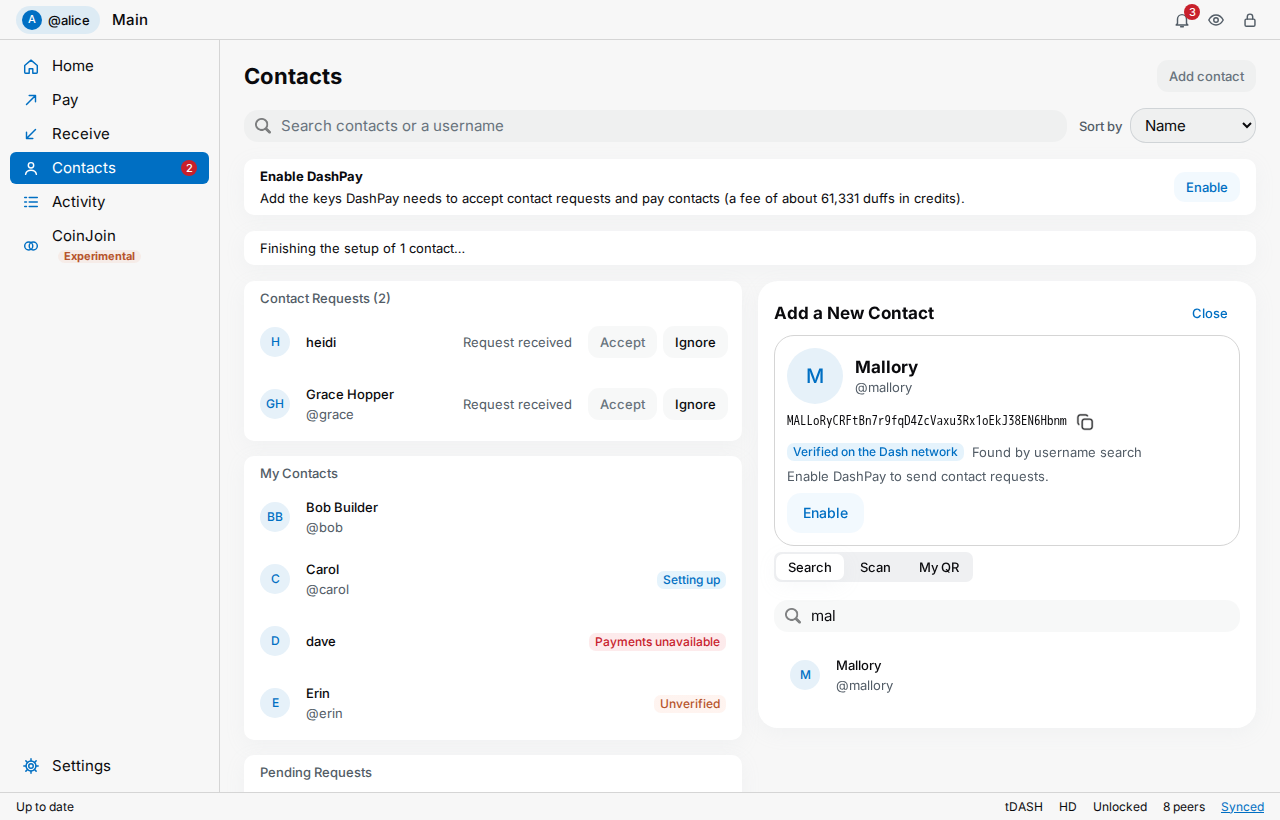 A @alice Main 3
Home
Pay
Receive
Contacts 2
Activity
CoinJoin
Experimental
Settings
Contacts
Add contact
Search contacts or a username
Sort by Name
Enable DashPay
Add the keys DashPay needs to accept contact requests and pay contacts (a fee of about 61,331 duffs in credits).
Enable
Finishing the setup of 1 contact…
Contact Requests (2)
H heidi Request received Accept Ignore
GH Grace Hopper
@grace
Request received Accept Ignore
My Contacts
BB Bob Builder
@bob
C Carol
@carol
Setting up
D dave Payments unavailable
E Erin
@erin
Unverified
Pending Requests
Add a New Contact Close
M Mallory
@mallory
MALLoRyCRFtBn7r9fqD4ZcVaxu3Rx1oEkJ38EN6Hbnm
Verified on the Dash network Found by username search
Enable DashPay to send contact requests.
Enable
Search Scan My QR
mal
M Mallory
@mallory
Up to date tDASH HD Unlocked 8 peers Synced